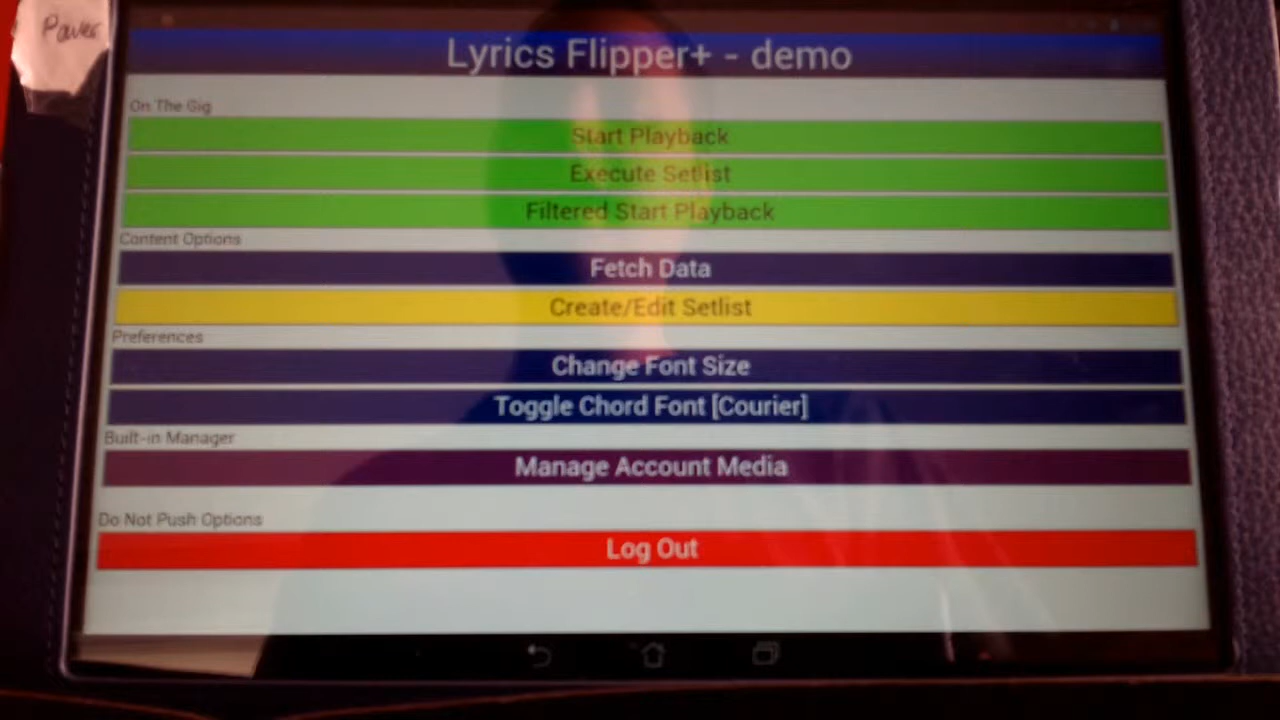 Power
Lyrics Flipper+ - demo
On The Gig
Start Playback
Execute Setlist
Filtered Start Playback
Content Options
Fetch Data
Create/Edit Setlist
Preferences
Change Font Size
Toggle Chord Font [Courier]
Built-in Manager
Manage Account Media
Do Not Push Options
Log Out